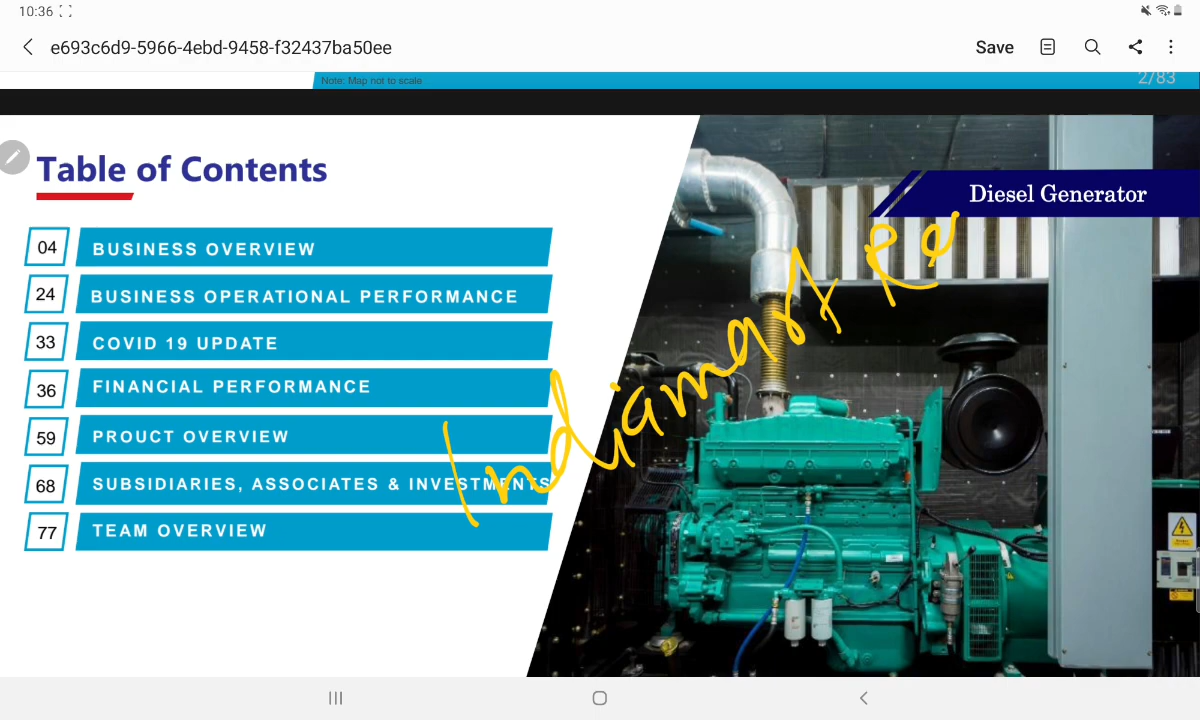 10:36
e693c6d9-5966-4ebd-9458-f32437ba50ee
Save
Note: Map not to scale
2/83
Table of Contents
Diesel Generator
04 BUSINESS OVERVIEW
24 BUSINESS OPERATIONAL PERFORMANCE
33 COVID 19 UPDATE
36 FINANCIAL PERFORMANCE
59 PROUCT OVERVIEW
68 SUBSIDIARIES, ASSOCIATES & INVESTMENTS
77 TEAM OVERVIEW
Indiamart Re